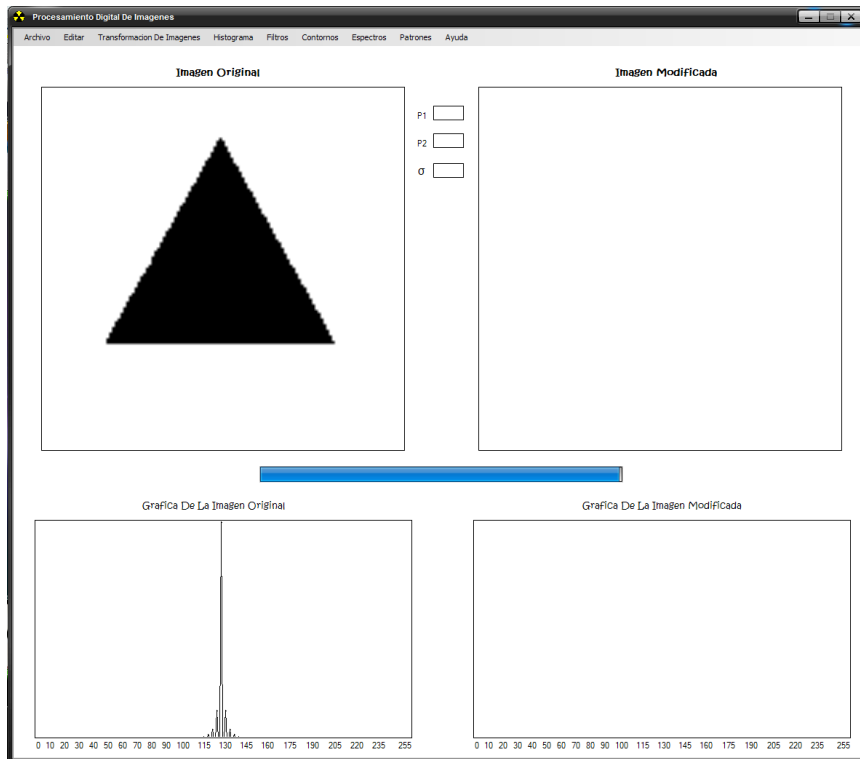 Procesamiento Digital De Imagenes
Archivo Editar Transformacion De Imagenes Histograma Filtros Contornos Espectros Patrones Ayuda
Imagen Original
Imagen Modificada
P1
P2
σ
Grafica De La Imagen Original
Grafica De La Imagen Modificada
0 10 20 30 40 50 60 70 80 90 100 115 130 145 160 175 190 205 220 235 255
0 10 20 30 40 50 60 70 80 90 100 115 130 145 160 175 190 205 220 235 255